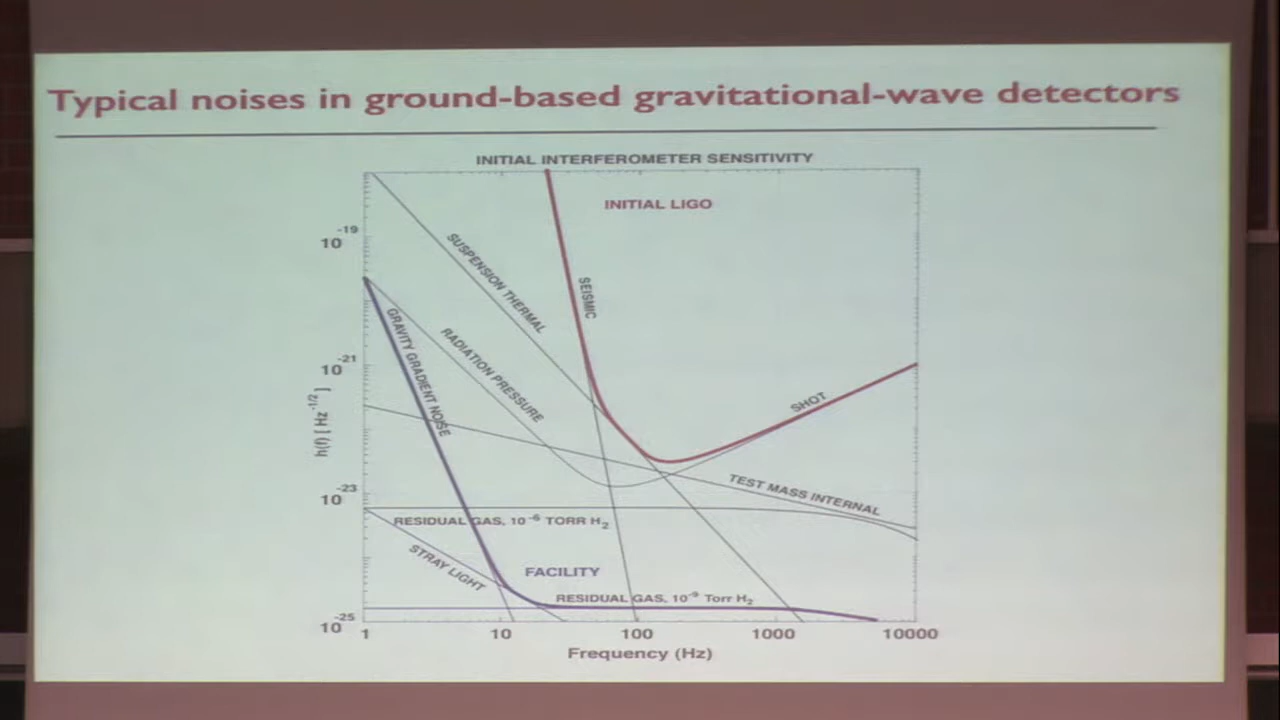 Typical noises in ground-based gravitational-wave detectors
INITIAL INTERFEROMETER SENSITIVITY
INITIAL LIGO
10^-19
10^-21
10^-23
10^-25
h(f) [ Hz^-1/2 ]
SUSPENSION THERMAL
SEISMIC
GRAVITY GRADIENT NOISE
RADIATION PRESSURE
SHOT
TEST MASS INTERNAL
RESIDUAL GAS, 10^-6 TORR H2
STRAY LIGHT
FACILITY
RESIDUAL GAS, 10^-9 Torr H2
1 10 100 1000 10000
Frequency (Hz)